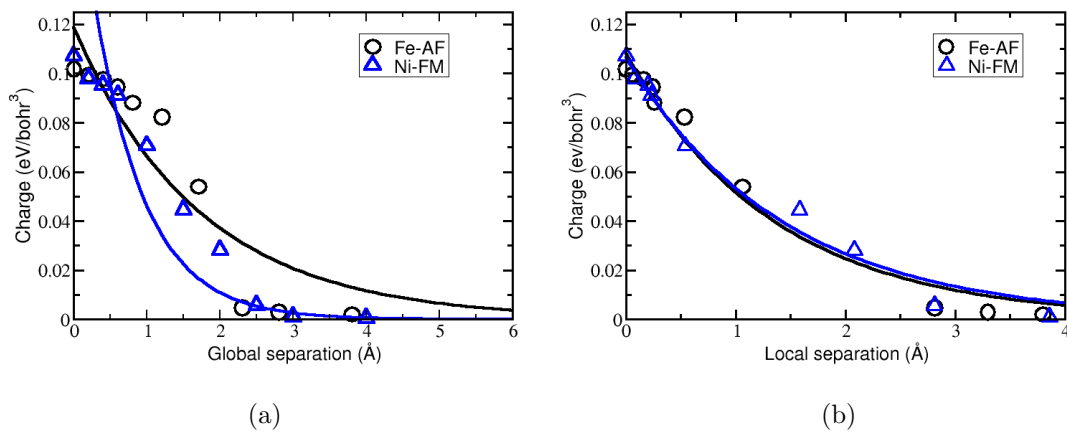 0.12
0.1
0.08
0.06
0.04
0.02
0
Charge (eV/bohr³)
Fe-AF
Ni-FM
0 1 2 3 4 5 6
Global separation (Å)
(a)
0.12
0.1
0.08
0.06
0.04
0.02
0
Charge (ev/bohr³)
Fe-AF
Ni-FM
0 1 2 3 4
Local separation (Å)
(b)